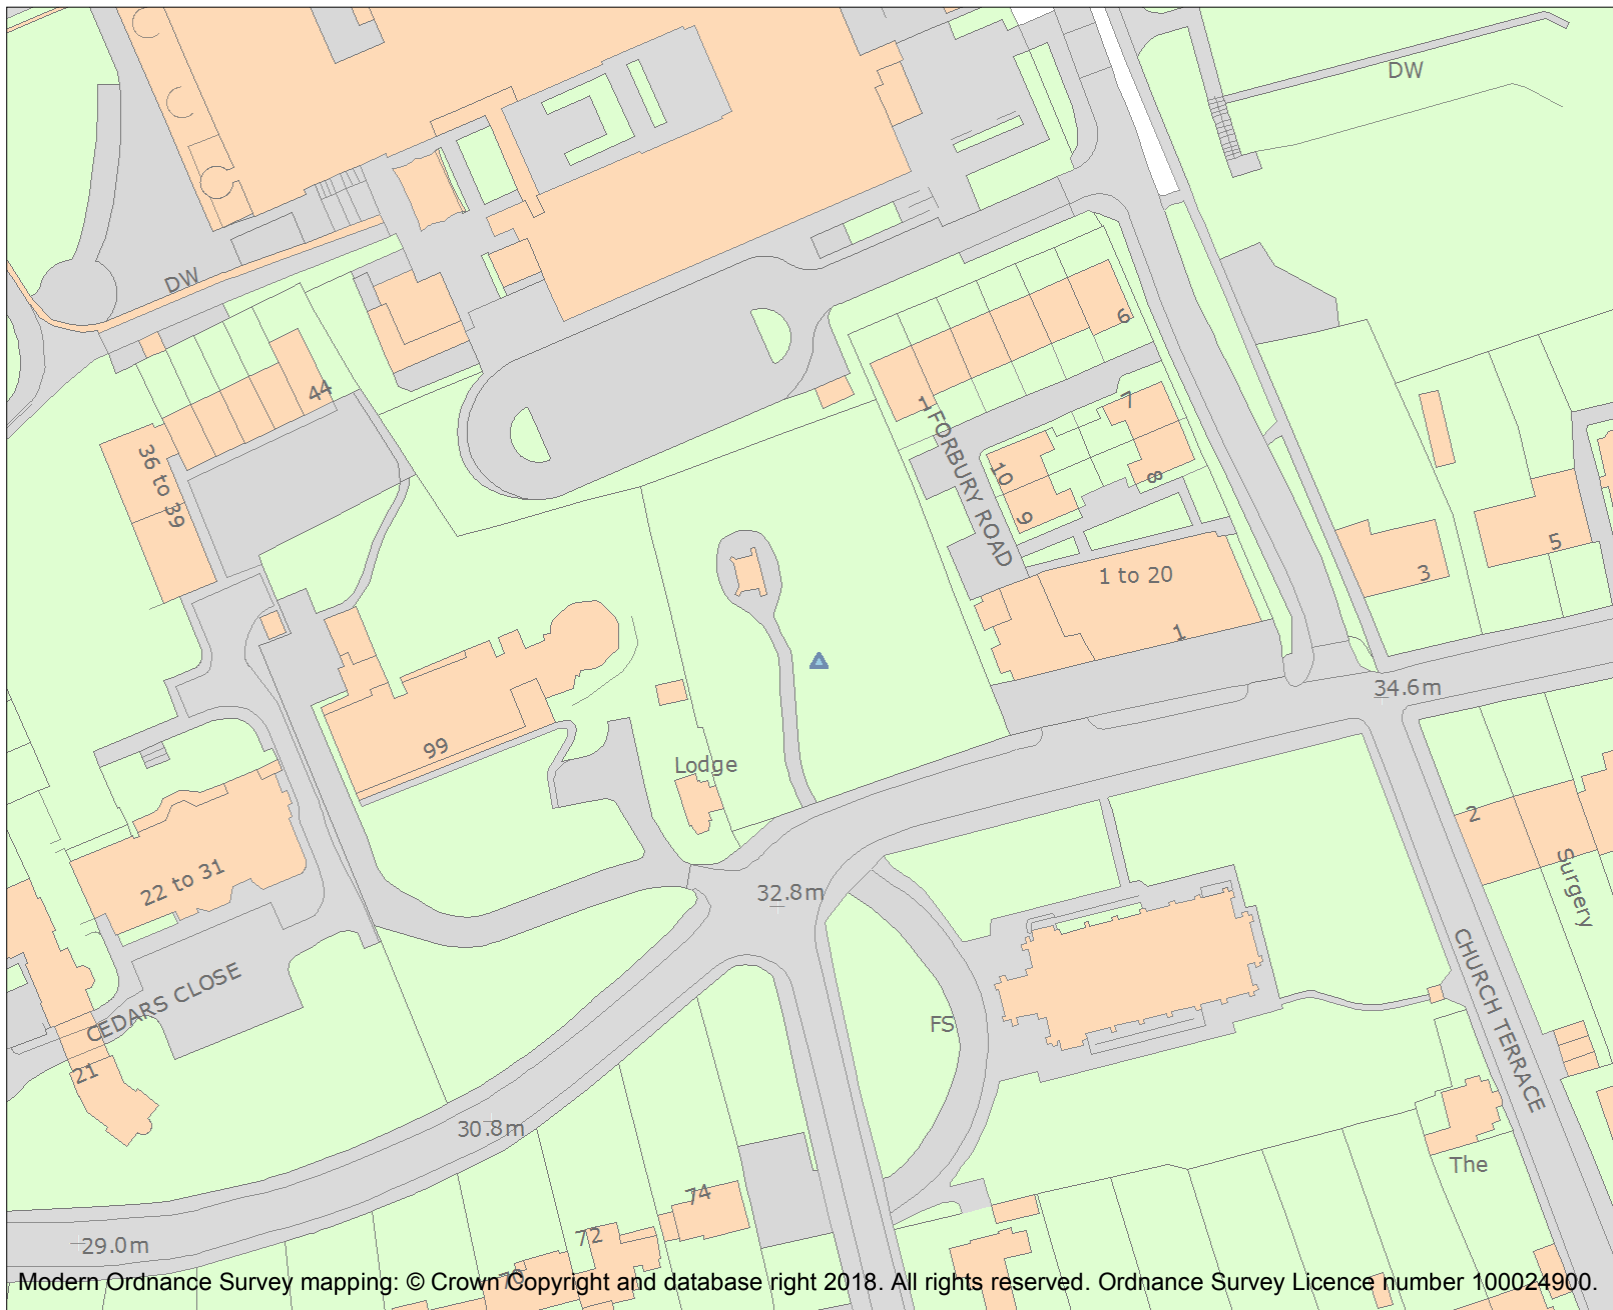 DW
DW
6
44
1
7
36 to 39
FORBURY ROAD
10
8
9
5
3
1 to 20
1
34.6m
99
Lodge
2
22 to 31
32.8m
Surgery
CEDARS CLOSE
CHURCH TERRACE
FS
21
30.8m
The
74
72
29.0m
70
Modern Ordnance Survey mapping: © Crown Copyright and database right 2018. All rights reserved. Ordnance Survey Licence number 100024900.